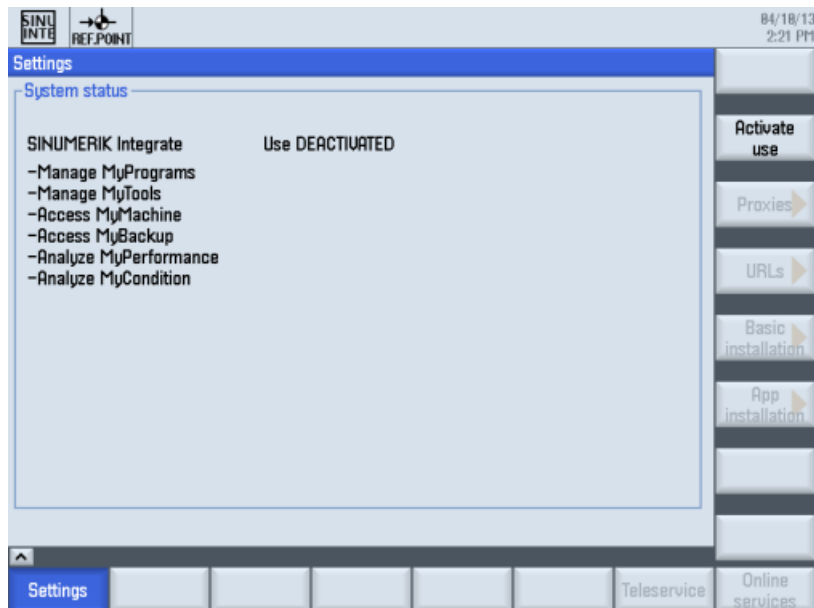 SINU
INTE
REF.POINT
04/10/13
2:21 PM
Settings
System status
SINUMERIK Integrate Use DEACTIVATED
-Manage MyPrograms
-Manage MyTools
-Access MyMachine
-Access MyBackup
-Analyze MyPerformance
-Analyze MyCondition
Activate
use
Proxies
URLs
Basic
installation
App
installation
Settings
Teleservice
Online
services